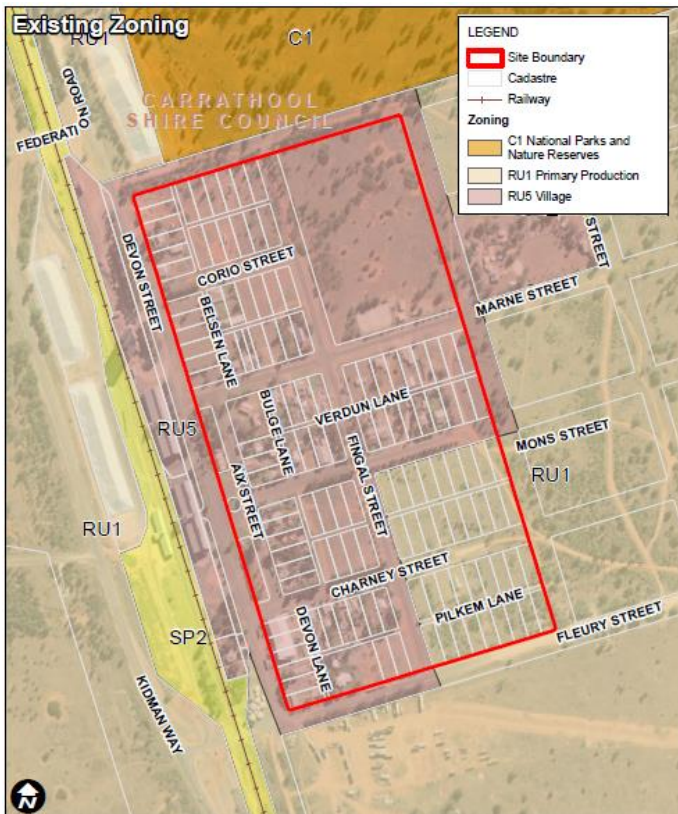 Existing Zoning
RU1
C1
CARRATHOOL
SHIRE COUNCIL
FEDERATION ROAD
LEGEND
Site Boundary
Cadastre
Railway
Zoning
C1 National Parks and
Nature Reserves
RU1 Primary Production
RU5 Village
STREET
DEVON STREET
CORIO STREET
MARNE STREET
BELSEN LANE
VERDUN LANE
BULGE LANE
RU5
FINGAL STREET
MONS STREET
RU1
AIX STREET
RU1
CHARNEY STREET
PILKEM LANE
FLEURY STREET
DEVON LANE
SP2
KIDMAN WAY
N